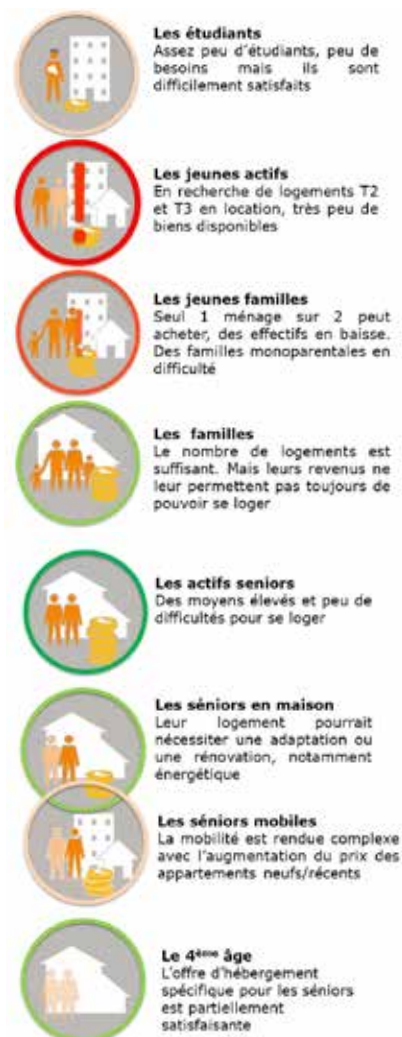 Les étudiants
Assez peu d'étudiants, peu de
besoins mais ils sont
difficilement satisfaits
Les jeunes actifs
En recherche de logements T2
et T3 en location, très peu de
biens disponibles
Les jeunes familles
Seul 1 ménage sur 2 peut
acheter, des effectifs en baisse.
Des familles monoparentales en
difficulté
Les familles
Le nombre de logements est
suffisant. Mais leurs revenus ne
leur permettent pas toujours de
pouvoir se loger
Les actifs seniors
Des moyens élevés et peu de
difficultés pour se loger
Les séniors en maison
Leur logement pourrait
nécessiter une adaptation ou
une rénovation, notamment
énergétique
Les séniors mobiles
La mobilité est rendue complexe
avec l'augmentation du prix des
appartements neufs/récents
Le 4ème âge
L'offre d'hébergement
spécifique pour les séniors
est partiellement
satisfaisante